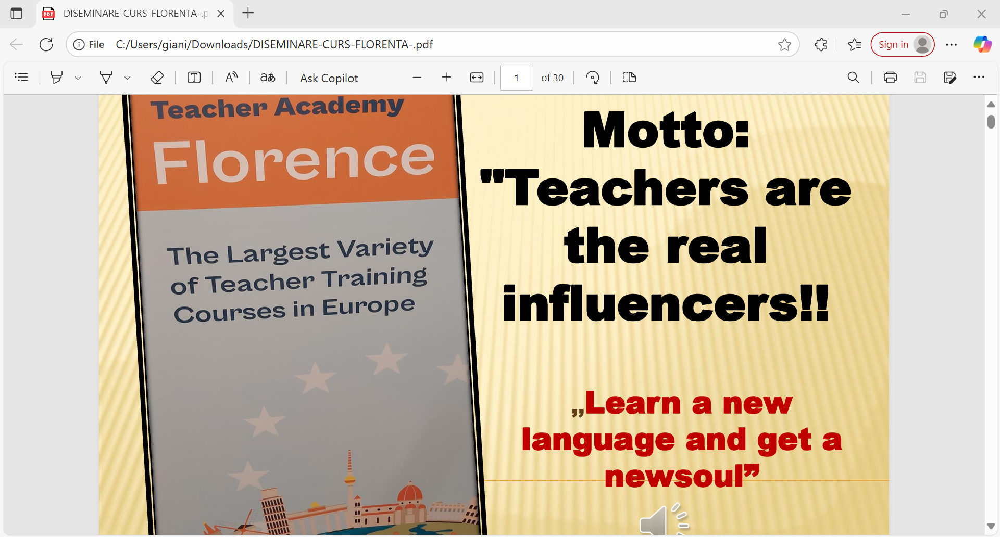 DISEMINARE-CURS-FLORENTA-.p
File
C:/Users/giani/Downloads/DISEMINARE-CURS-FLORENTA-.pdf
Sign in
Ask Copilot
1
of 30
Teacher Academy
Florence
The Largest Variety
of Teacher Training
Courses in Europe
Motto:
"Teachers are
the real
influencers!!
„Learn a new
language and get a
newsoul”